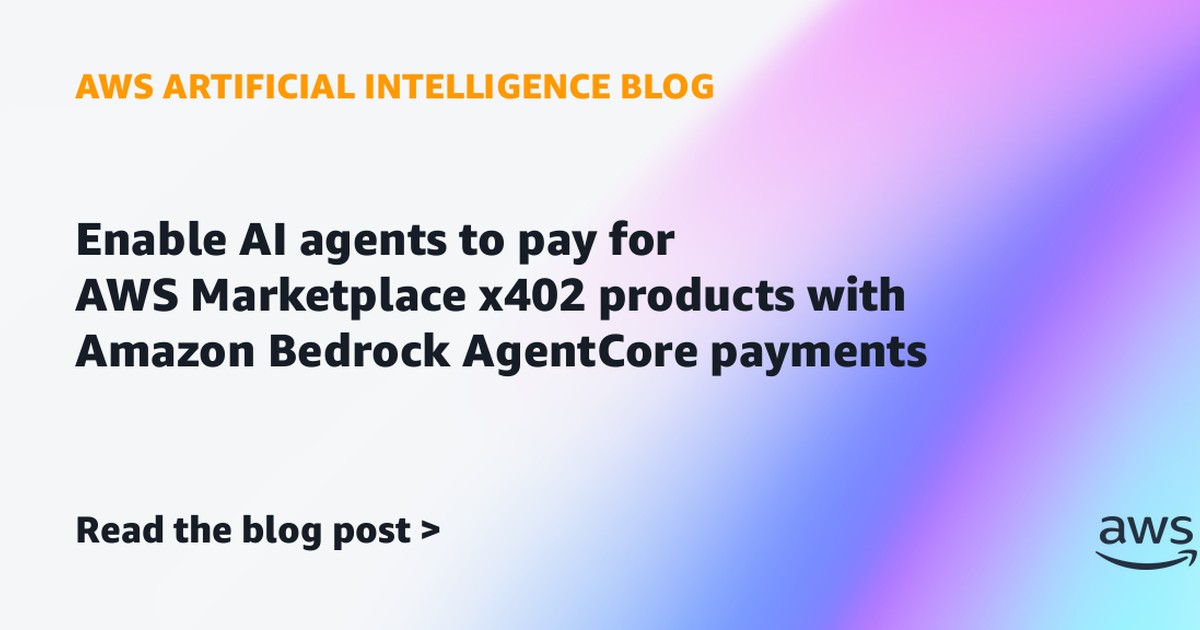 AWS ARTIFICIAL INTELLIGENCE BLOG
Enable AI agents to pay for
AWS Marketplace x402 products with
Amazon Bedrock AgentCore payments
Read the blog post >
aws